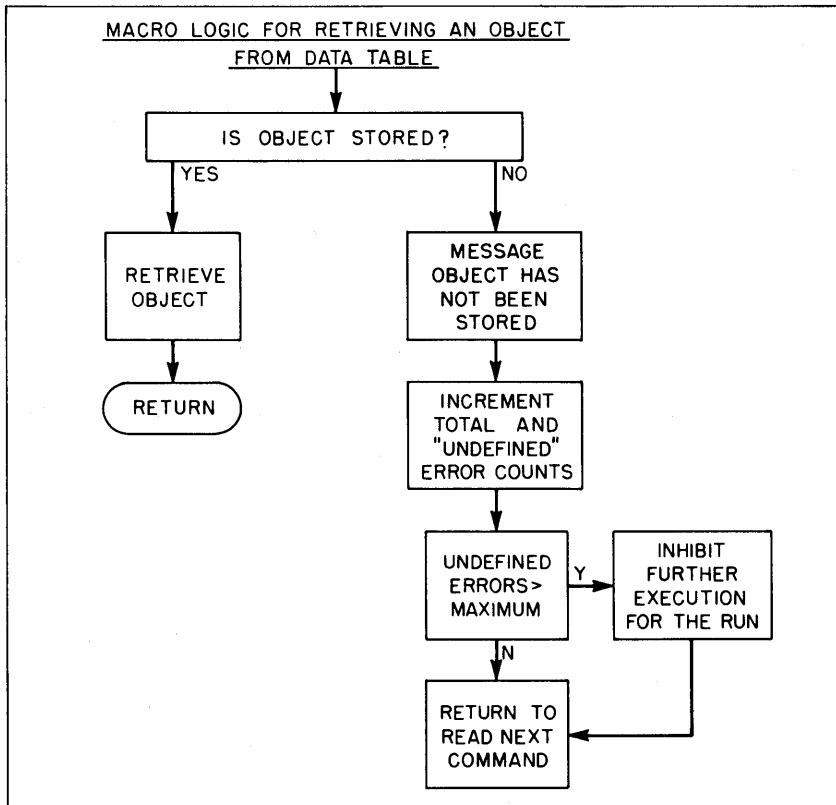 MACRO LOGIC FOR RETRIEVING AN OBJECT
FROM DATA TABLE
IS OBJECT STORED?
YES
NO
RETRIEVE
OBJECT
RETURN
MESSAGE
OBJECT HAS
NOT BEEN
STORED
INCREMENT
TOTAL AND
"UNDEFINED"
ERROR COUNTS
UNDEFINED
ERRORS>
MAXIMUM
Y
INHIBIT
FURTHER
EXECUTION
FOR THE RUN
N
RETURN TO
READ NEXT
COMMAND